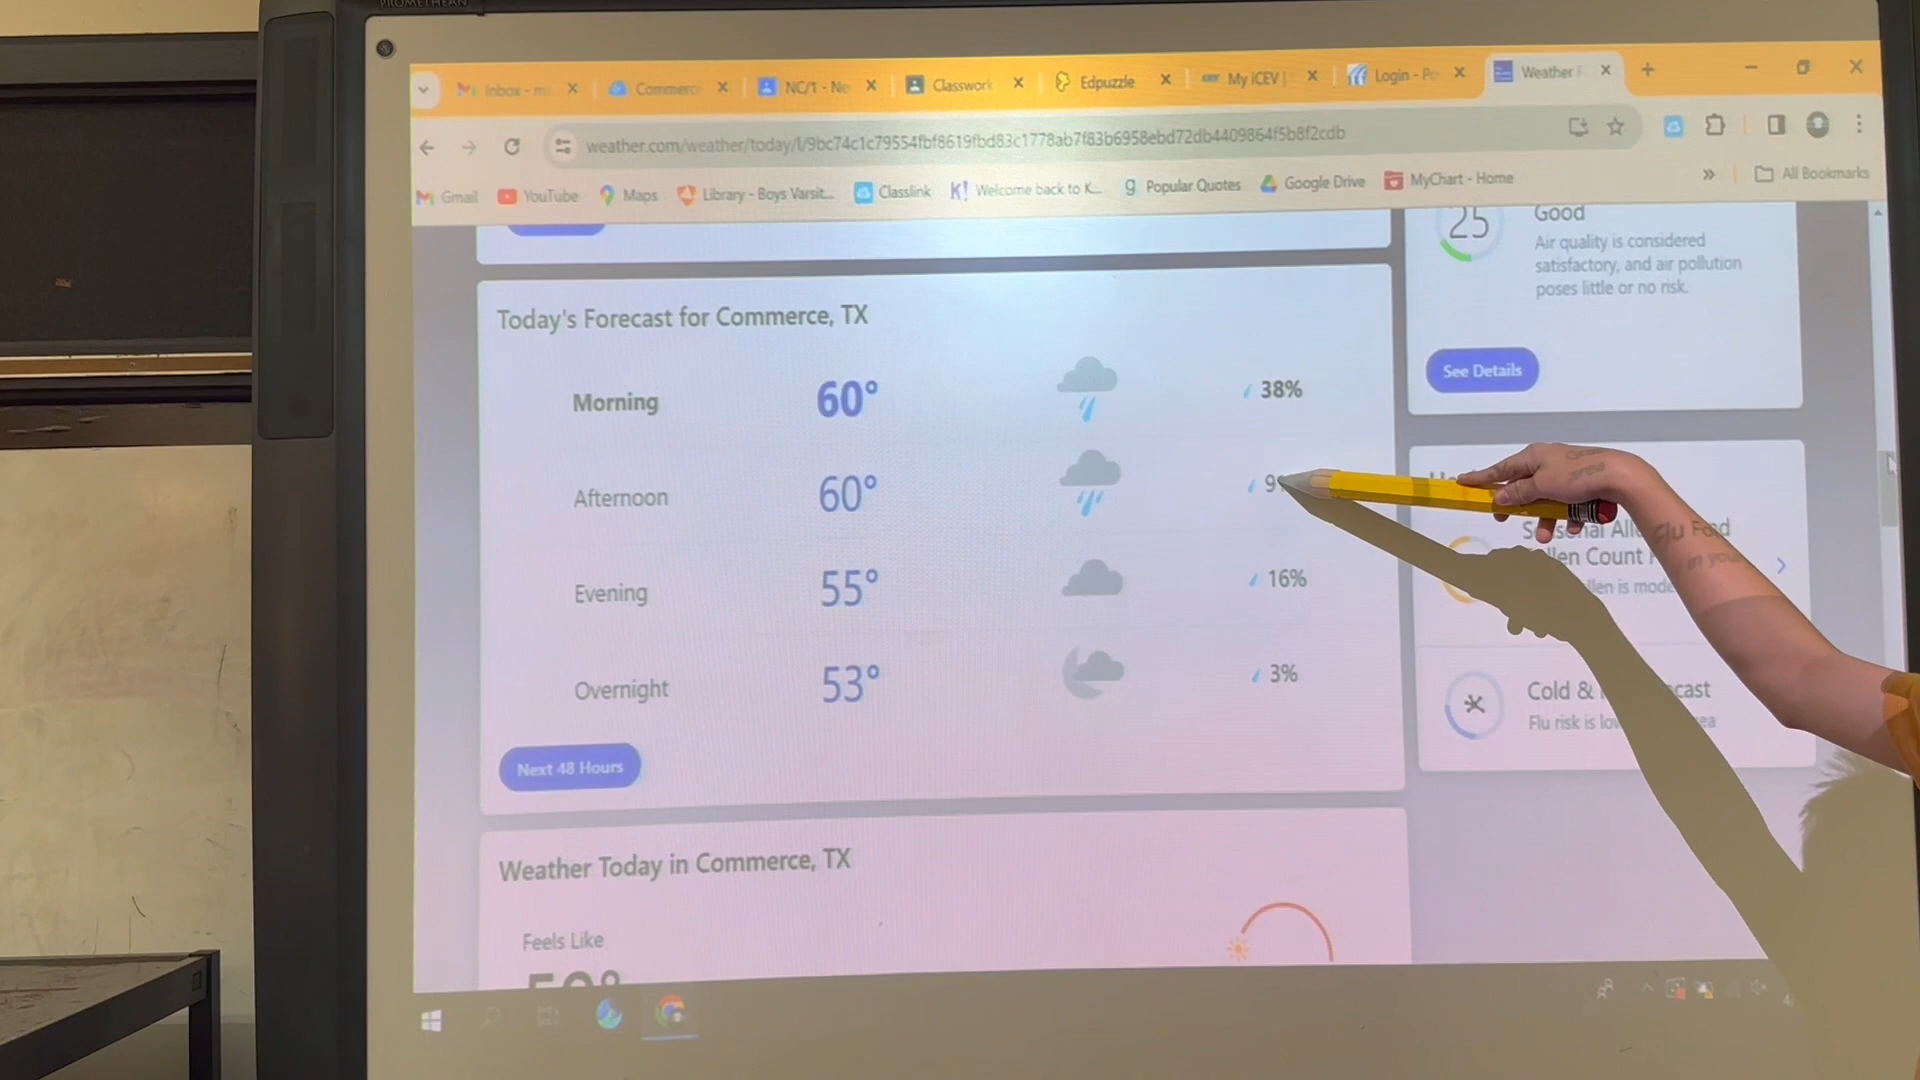 PROMETHEAN
Inbox - m
Commerc
NC/1 - Ne
Classwork
Edpuzzle
My iCEV |
Login - Po
Weather F
weather.com/weather/today/l/9bc74c1c79554fbf8619fbd83c1778ab7f83b6958ebd72db4409864f5b8f2cdb
Gmail YouTube Maps Library - Boys Varsit... Classlink K! Welcome back to K... Popular Quotes Google Drive MyChart - Home » All Bookmarks
25
Good
Air quality is considered
satisfactory, and air pollution
poses little or no risk.
See Details
Today's Forecast for Commerce, TX
Morning 60° 38%
Afternoon 60°
Evening 55° 16%
Overnight 53° 3%
Next 48 Hours
Count
Cold &
Flu risk is
Weather Today in Commerce, TX
Feels Like